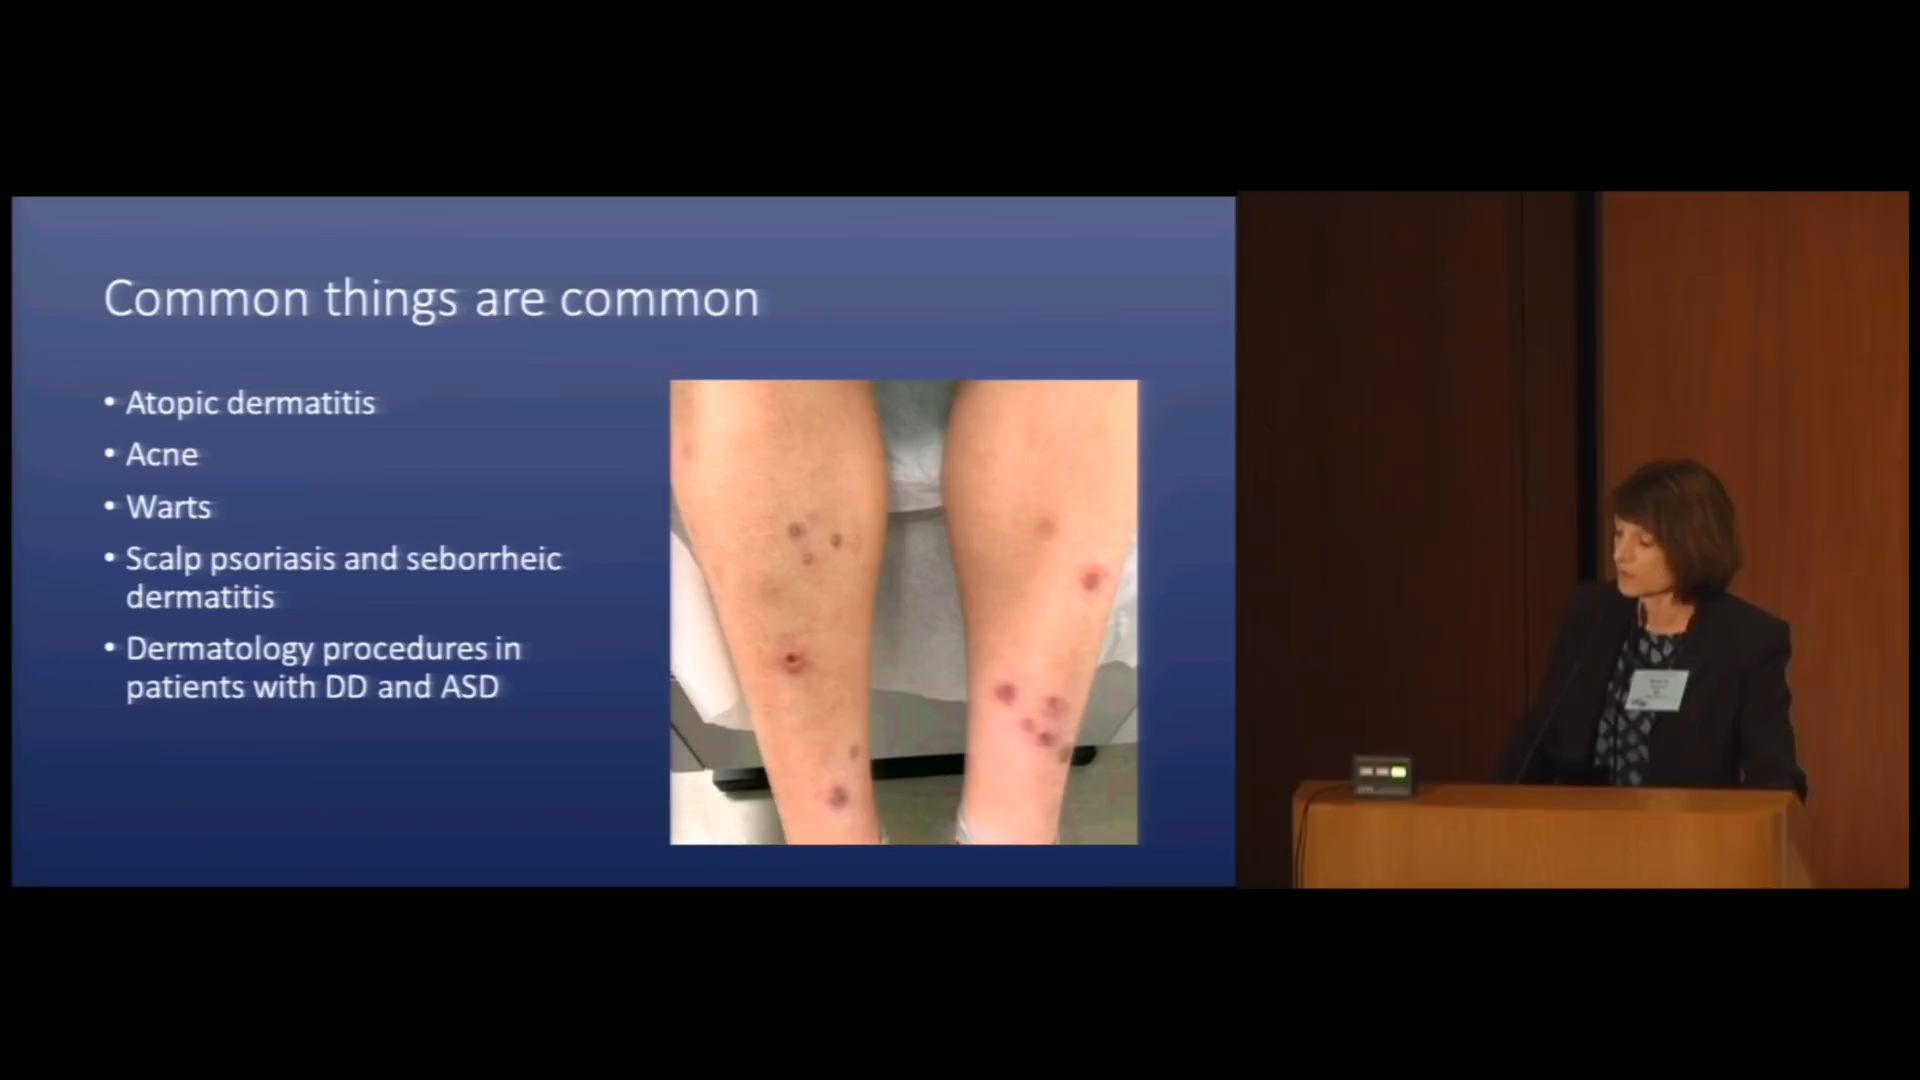 Common things are common
• Atopic dermatitis
• Acne
• Warts
• Scalp psoriasis and seborrheic
dermatitis
• Dermatology procedures in
patients with DD and ASD